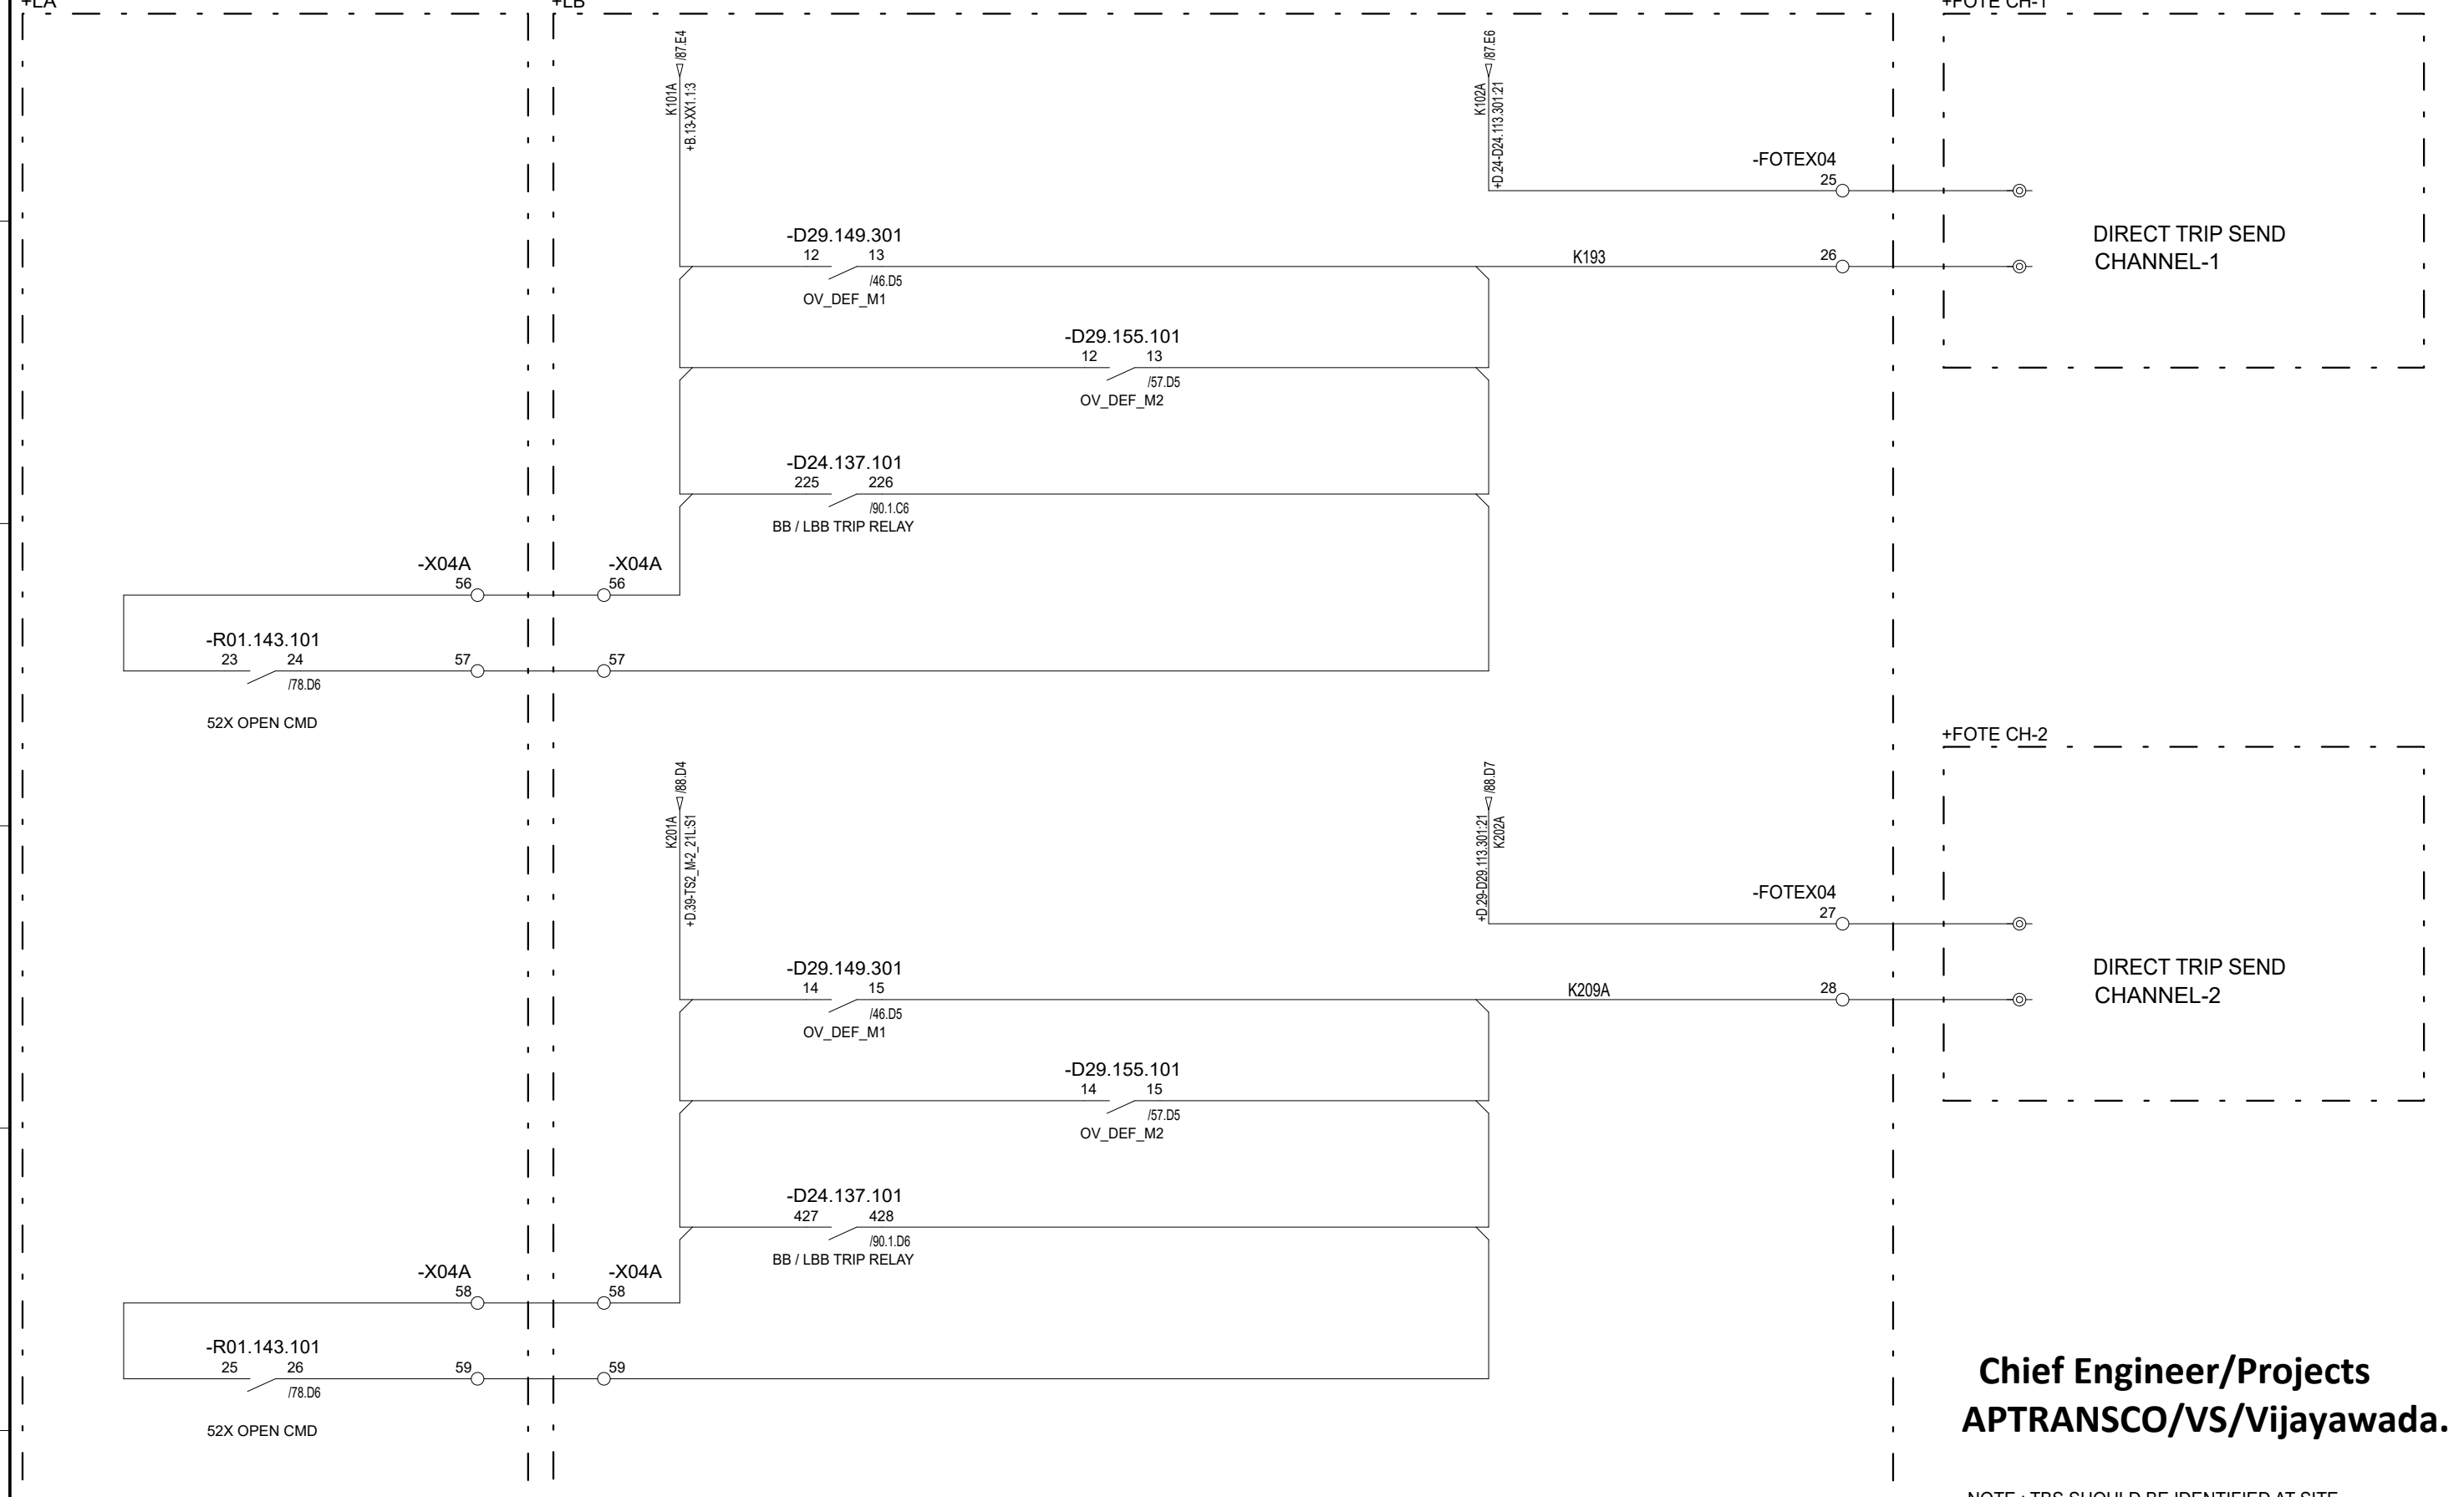 +LA
+LB
+FOTE CH-1
/87.E4
K101A
+B.13-XX1.1:3
/87.E6
K102A
+D.24-D24.113.301:21
-FOTEX04
25
-D29.149.301
12 13
/46.D5
OV_DEF_M1
K193
26
DIRECT TRIP SEND
CHANNEL-1
-D29.155.101
12 13
/57.D5
OV_DEF_M2
-D24.137.101
225 226
/90.1.C6
BB / LBB TRIP RELAY
-X04A
56
-X04A
56
-R01.143.101
23 24
/78.D6
57
57
52X OPEN CMD
+FOTE CH-2
/88.D4
K201A
+D.39-TS2_M-2_21L:S1
/88.D7
+D.29-D29.113.301:21
K202A
-FOTEX04
27
-D29.149.301
14 15
/46.D5
OV_DEF_M1
K209A
28
DIRECT TRIP SEND
CHANNEL-2
-D29.155.101
14 15
/57.D5
OV_DEF_M2
-D24.137.101
427 428
/90.1.D6
BB / LBB TRIP RELAY
-X04A
58
-X04A
58
-R01.143.101
25 26
/78.D6
59
59
52X OPEN CMD
Chief Engineer/Projects
APTRANSCO/VS/Vijayawada.
NOTE : TBS SHOULD BE IDENTIFIED AT SITE